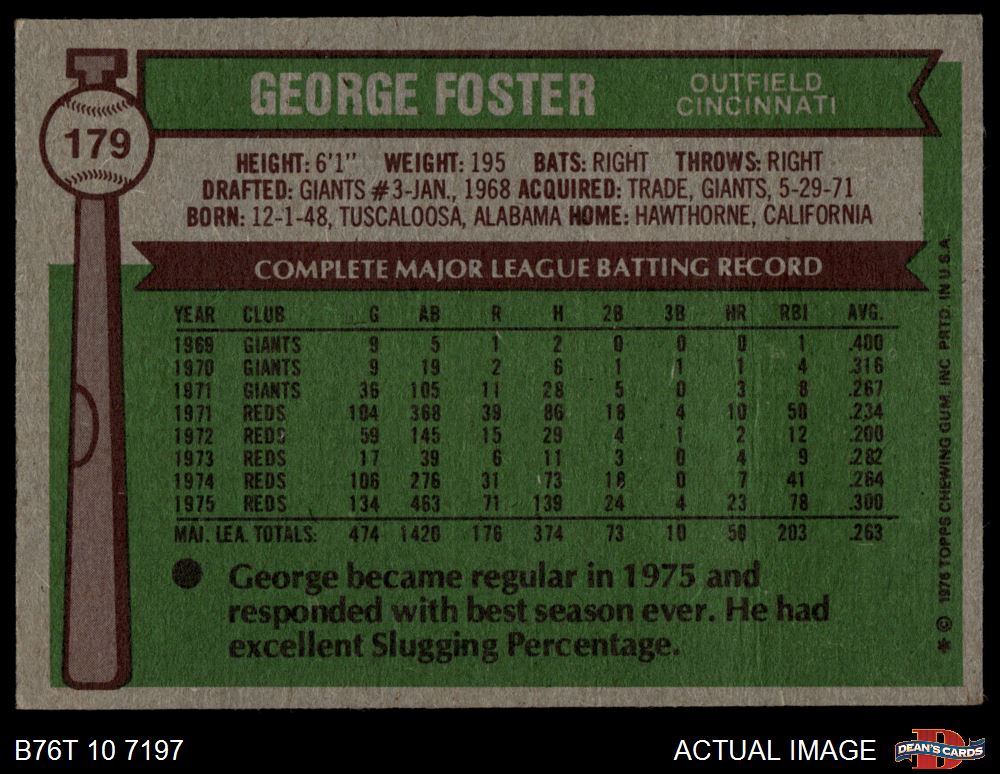 179
GEORGE FOSTER
OUTFIELD
CINCINNATI
HEIGHT: 6'1" WEIGHT: 195 BATS: RIGHT THROWS: RIGHT
DRAFTED: GIANTS #3-JAN., 1968 ACQUIRED: TRADE, GIANTS, 5-29-71
BORN: 12-1-48, TUSCALOOSA, ALABAMA HOME: HAWTHORNE, CALIFORNIA
COMPLETE MAJOR LEAGUE BATTING RECORD
YEAR CLUB G AB R H 2B 3B HR RBI AVG.
1969 GIANTS 9 5 1 2 0 0 0 1 .400
1970 GIANTS 9 19 2 6 1 1 1 4 .316
1971 GIANTS 36 105 11 28 5 0 3 8 .267
1971 REDS 104 368 39 86 18 4 10 50 .234
1972 REDS 59 145 15 29 4 1 2 12 .200
1973 REDS 17 39 6 11 3 0 4 9 .282
1974 REDS 106 276 31 73 18 0 7 41 .264
1975 REDS 134 463 71 139 24 4 23 78 .300
MAJ. LEA. TOTALS: 474 1420 176 374 73 10 50 203 .263
● George became regular in 1975 and
responded with best season ever. He had
excellent Slugging Percentage.
* © 1976 TOPPS CHEWING GUM, INC PRTD. IN U.S.A.
B76T 10 7197
ACTUAL IMAGE
D
DEAN'S CARDS